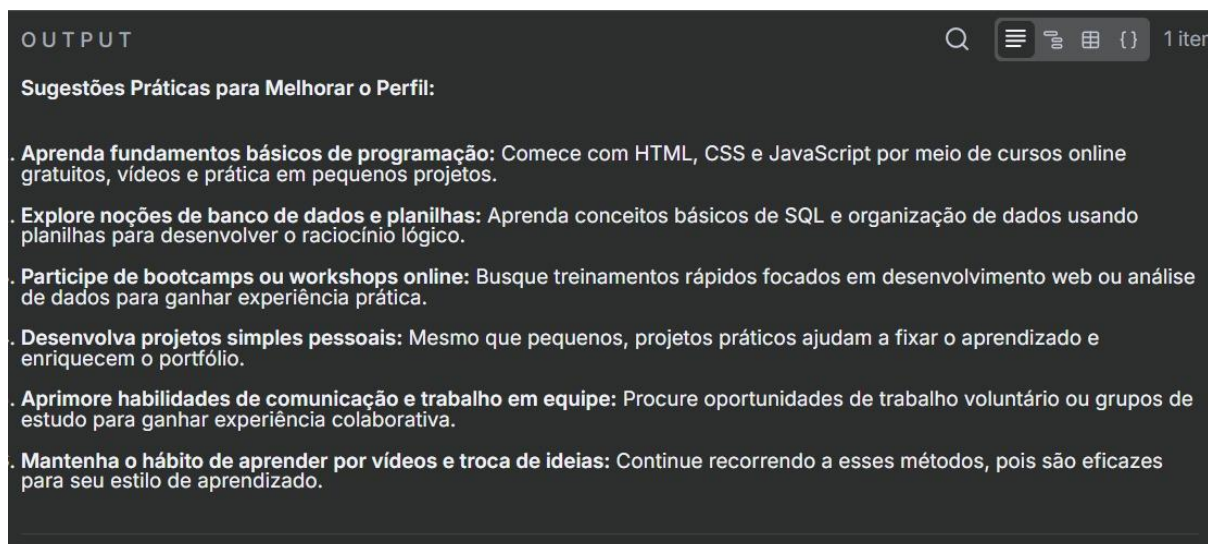 OUTPUT
{} 1 iter
Sugestões Práticas para Melhorar o Perfil:
. Aprenda fundamentos básicos de programação: Comece com HTML, CSS e JavaScript por meio de cursos online
gratuitos, vídeos e prática em pequenos projetos.
. Explore noções de banco de dados e planilhas: Aprenda conceitos básicos de SQL e organização de dados usando
planilhas para desenvolver o raciocínio lógico.
. Participe de bootcamps ou workshops online: Busque treinamentos rápidos focados em desenvolvimento web ou análise
de dados para ganhar experiência prática.
. Desenvolva projetos simples pessoais: Mesmo que pequenos, projetos práticos ajudam a fixar o aprendizado e
enriquecem o portfólio.
. Aprimore habilidades de comunicação e trabalho em equipe: Procure oportunidades de trabalho voluntário ou grupos de
estudo para ganhar experiência colaborativa.
. Mantenha o hábito de aprender por vídeos e troca de ideias: Continue recorrendo a esses métodos, pois são eficazes
para seu estilo de aprendizado.